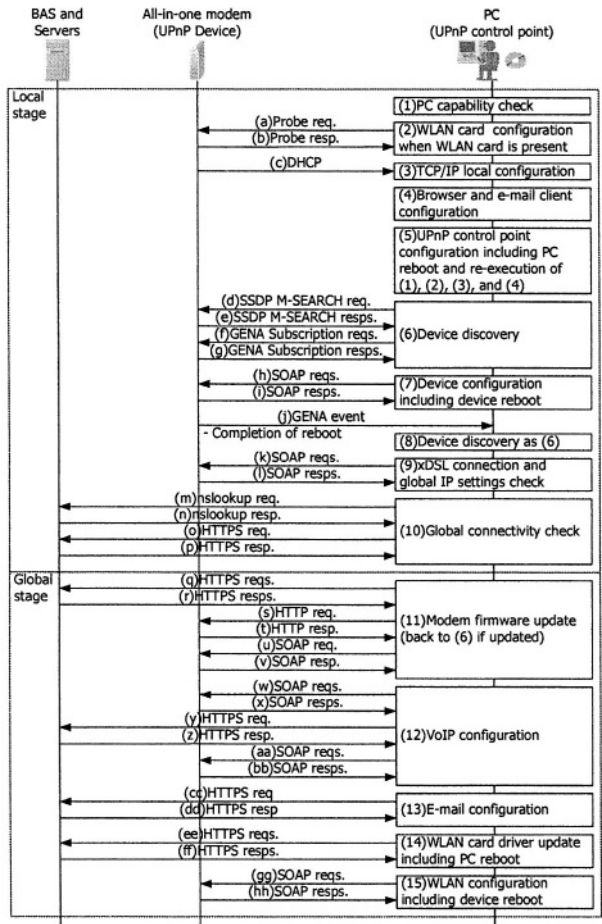 BAS and
Servers
All-in-one modem
(UPnP Device)
PC
(UPnP control point)
Local
stage
(1)PC capability check
(a)Probe req.
(b)Probe resp.
(2)WLAN card configuration
when WLAN card is present
(c)DHCP
(3)TCP/IP local configuration
(4)Browser and e-mail client
configuration
(5)UPnP control point
configuration including PC
reboot and re-execution of
(1), (2), (3), and (4)
(d)SSDP M-SEARCH req.
(e)SSDP M-SEARCH resps.
(f)GENA Subscription reqs.
(g)GENA Subscription resps.
(6)Device discovery
(h)SOAP reqs.
(i)SOAP resps.
(7)Device configuration
including device reboot
(j)GENA event
- Completion of reboot
(8)Device discovery as (6)
(k)SOAP reqs.
(l)SOAP resps.
(9)xDSL connection and
global IP settings check
(m)nslookup req.
(n)nslookup resp.
(o)HTTPS req.
(p)HTTPS resp.
(10)Global connectivity check
Global
stage
(q)HTTPS reqs.
(r)HTTPS resps.
(s)HTTP req.
(t)HTTP resp.
(u)SOAP req.
(v)SOAP resp.
(11)Modem firmware update
(back to (6) if updated)
(w)SOAP reqs.
(x)SOAP resps.
(y)HTTPS req.
(z)HTTPS resp.
(aa)SOAP reqs.
(bb)SOAP resps.
(12)VoIP configuration
(cc)HTTPS req
(dd)HTTPS resp
(13)E-mail configuration
(ee)HTTPS reqs.
(ff)HTTPS resps.
(14)WLAN card driver update
including PC reboot
(gg)SOAP reqs.
(hh)SOAP resps.
(15)WLAN configuration
including device reboot